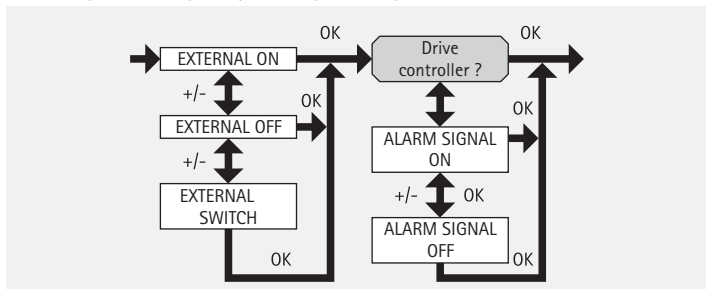 EXTERNAL ON
OK
Drive
controller ?
OK
+/-
OK
EXTERNAL OFF
OK
ALARM SIGNAL
ON
+/-
EXTERNAL
SWITCH
+/- OK
ALARM SIGNAL
OFF
OK
OK